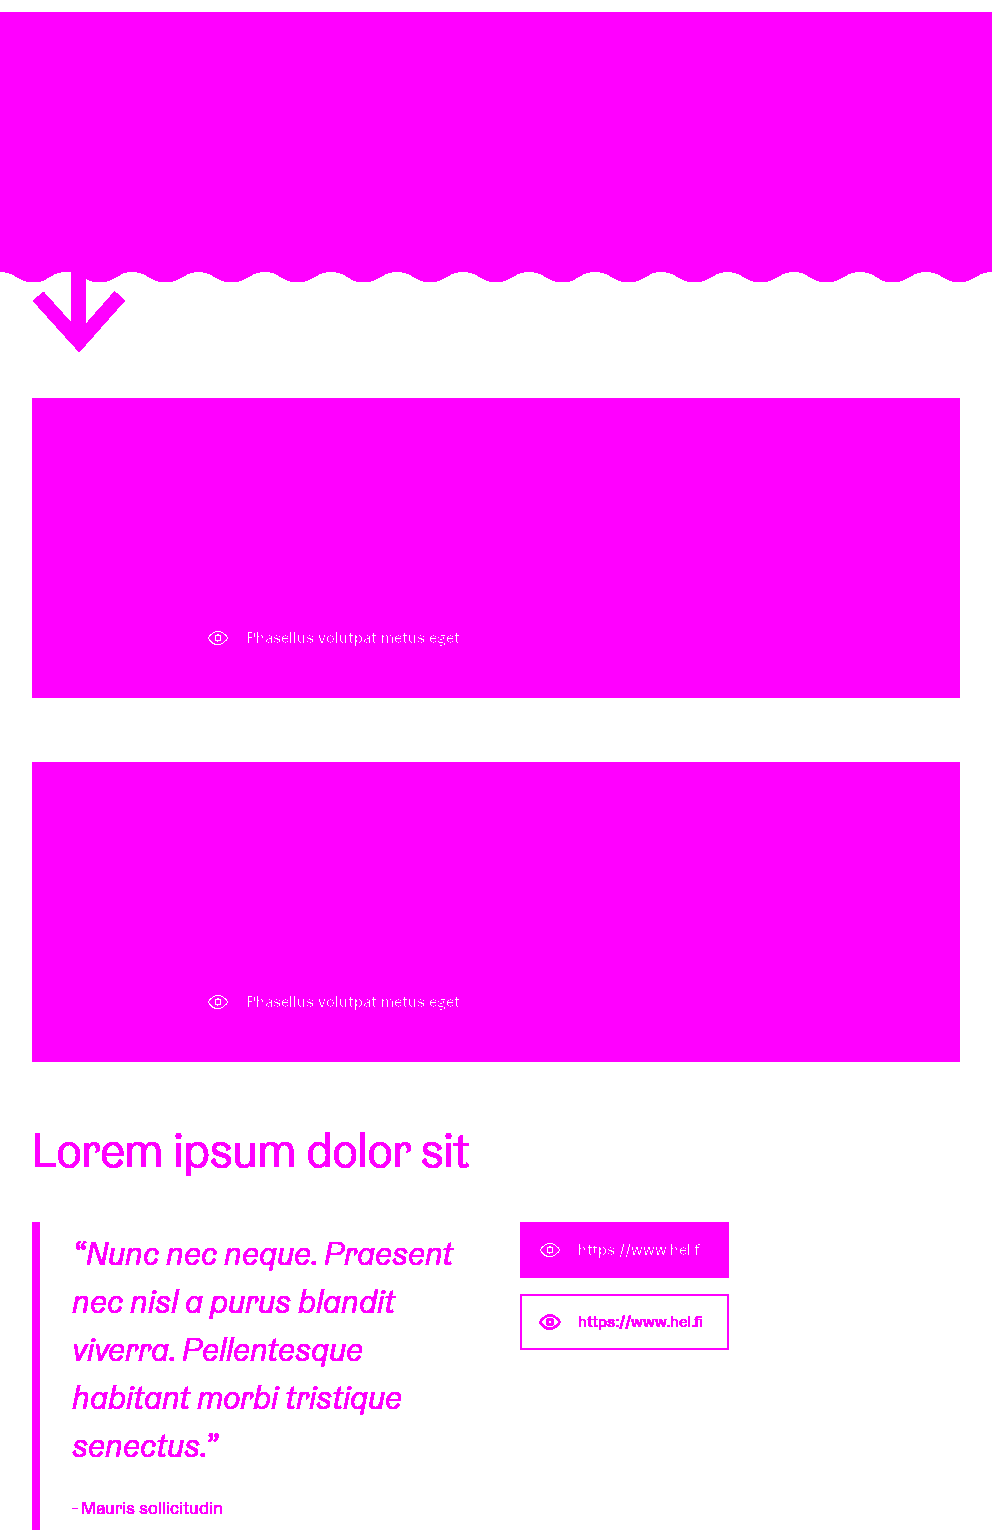 Phasellus volutpat metus eget
Phasellus volutpat metus eget
Lorem ipsum dolor sit
“Nunc nec neque. Praesent
nec nisl a purus blandit
viverra. Pellentesque
habitant morbi tristique
senectus.”
- Mauris sollicitudin
https://www.hel.fi
https://www.hel.fi